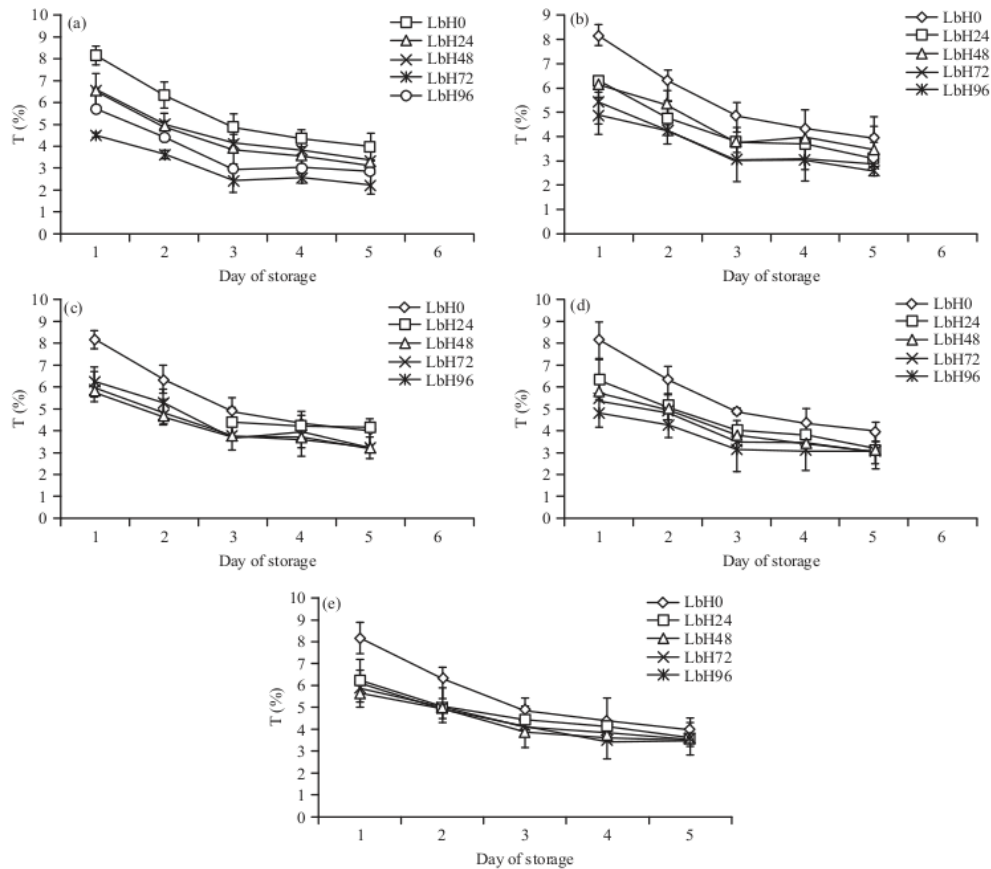 (a)
10
9
8
7
6
5
4
3
2
1
0
T (%)
1 2 3 4 5 6
Day of storage
LbH0
LbH24
LbH48
LbH72
LbH96
(b)
9
8
7
6
5
4
3
2
1
0
T (%)
1 2 3 4 5 6
Day of storage
LbH0
LbH24
LbH48
LbH72
LbH96
(c)
10
9
8
7
6
5
4
3
2
1
0
T (%)
1 2 3 4 5 6
Day of storage
LbH0
LbH24
LbH48
LbH72
LbH96
(d)
10
9
8
7
6
5
4
3
2
1
0
T (%)
1 2 3 4 5 6
Day of storage
LbH0
LbH24
LbH48
LbH72
LbH96
(e)
10
9
8
7
6
5
4
3
2
1
0
T (%)
1 2 3 4 5
Day of storage
LbH0
LbH24
LbH48
LbH72
LbH96